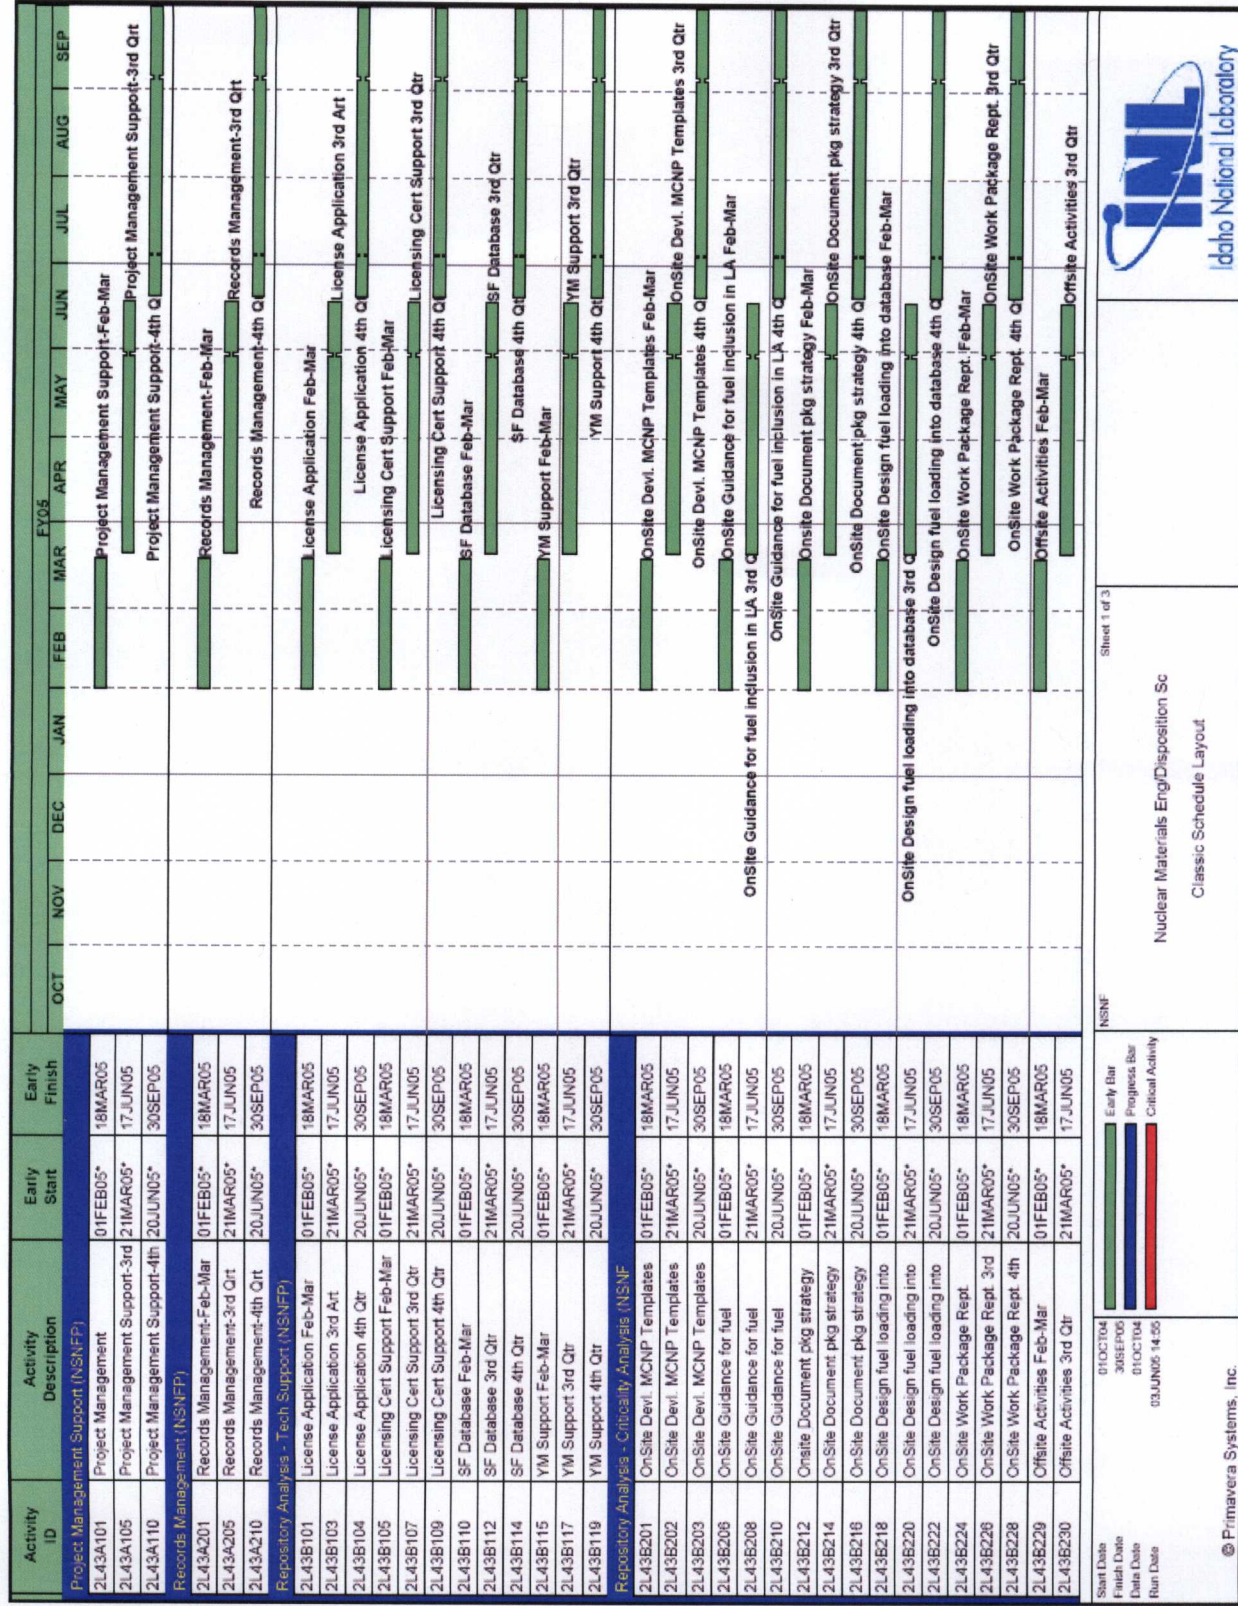 Activity ID Activity Description Early Start Early Finish
FY05
OCT NOV DEC JAN FEB MAR APR MAY JUN JUL AUG SEP
Project Management Support (NSNFP)
2L43A101 Project Management 01FEB05* 18MAR05 Project Management Support-Feb-Mar
2L43A105 Project Management Support-3rd 21MAR05* 17JUN05 Project Management Support-3rd Qrt
2L43A110 Project Management Support-4th 20JUN05* 30SEP05 Project Management Support-4th Q
Records Management (NSNFP)
2L43A201 Records Management-Feb-Mar 01FEB05* 18MAR05 Records Management-Feb-Mar
2L43A205 Records Management-3rd Qrt 21MAR05* 17JUN05 Records Management-3rd Qrt
2L43A210 Records Management-4th Qrt 20JUN05* 30SEP05 Records Management-4th Qrt
Repository Analysis - Tech Support (NSNFP)
2L43B101 License Application Feb-Mar 01FEB05* 18MAR05 License Application Feb-Mar
2L43B103 License Application 3rd Art 21MAR05* 17JUN05 License Application 3rd Art
2L43B104 License Application 4th Qtr 20JUN05* 30SEP05 License Application 4th Qt
2L43B105 Licensing Cert Support Feb-Mar 01FEB05* 18MAR05 Licensing Cert Support Feb-Mar
2L43B107 Licensing Cert Support 3rd Qtr 21MAR05* 17JUN05 Licensing Cert Support 3rd Qtr
2L43B109 Licensing Cert Support 4th Qtr 20JUN05* 30SEP05 Licensing Cert Support 4th Qt
2L43B110 SF Database Feb-Mar 01FEB05* 18MAR05 SF Database Feb-Mar
2L43B112 SF Database 3rd Qtr 21MAR05* 17JUN05 SF Database 3rd Qtr
2L43B114 SF Database 4th Qtr 20JUN05* 30SEP05 SF Database 4th Qt
2L43B115 YM Support Feb-Mar 01FEB05* 18MAR05 YM Support Feb-Mar
2L43B117 YM Support 3rd Qtr 21MAR05* 17JUN05 YM Support 3rd Qtr
2L43B119 YM Support 4th Qtr 20JUN05* 30SEP05 YM Support 4th Qt
Repository Analysis - Criticality Analysis (NSNF
2L43B201 OnSite Devl. MCNP Templates 01FEB05* 18MAR05 OnSite Devl. MCNP Templates Feb-Mar
2L43B202 OnSite Devl. MCNP Templates 21MAR05* 17JUN05 OnSite Devl. MCNP Templates 3rd Qtr
2L43B203 OnSite Devl. MCNP Templates 20JUN05* 30SEP05 OnSite Devl. MCNP Templates 4th Q
2L43B206 OnSite Guidance for fuel 01FEB05* 18MAR05 OnSite Guidance for fuel inclusion in LA Feb-Mar
2L43B208 OnSite Guidance for fuel 21MAR05* 17JUN05 OnSite Guidance for fuel inclusion in LA 3rd Q
2L43B210 OnSite Guidance for fuel 20JUN05* 30SEP05 OnSite Guidance for fuel inclusion in LA 4th Q
2L43B212 OnSite Document pkg strategy 01FEB05* 18MAR05 OnSite Document pkg strategy Feb-Mar
2L43B214 OnSite Document pkg strategy 21MAR05* 17JUN05 OnSite Document pkg strategy 3rd Qtr
2L43B216 OnSite Document pkg strategy 20JUN05* 30SEP05 OnSite Document pkg strategy 4th Q
2L43B218 OnSite Design fuel loading into 01FEB05* 18MAR05 OnSite Design fuel loading into database Feb-Mar
2L43B220 OnSite Design fuel loading into 21MAR05* 17JUN05 OnSite Design fuel loading into database 3rd Q
2L43B222 OnSite Design fuel loading into 20JUN05* 30SEP05 OnSite Design fuel loading into database 4th Q
2L43B224 OnSite Work Package Rept. 01FEB05* 18MAR05 OnSite Work Package Rept. Feb-Mar
2L43B226 OnSite Work Package Rept. 3rd 21MAR05* 17JUN05 OnSite Work Package Rept. 3rd Qtr
2L43B228 OnSite Work Package Rept. 4th 20JUN05* 30SEP05 OnSite Work Package Rept. 4th Q
2L43B229 Offsite Activities Feb-Mar 01FEB05* 18MAR05 Offsite Activities Feb-Mar
2L43B230 Offsite Activities 3rd Qtr 21MAR05* 17JUN05 Offsite Activities 3rd Qtr
Start Date 01OCT04
Finish Date 30SEP05
Data Date 01OCT04
Run Date 03JUN05 14:55
© Primavera Systems, Inc.
Early Bar
Progress Bar
Critical Activity
NSNF
Sheet 1 of 3
Nuclear Materials Eng/Disposition Sc
Classic Schedule Layout
INL
Idaho National Laboratory